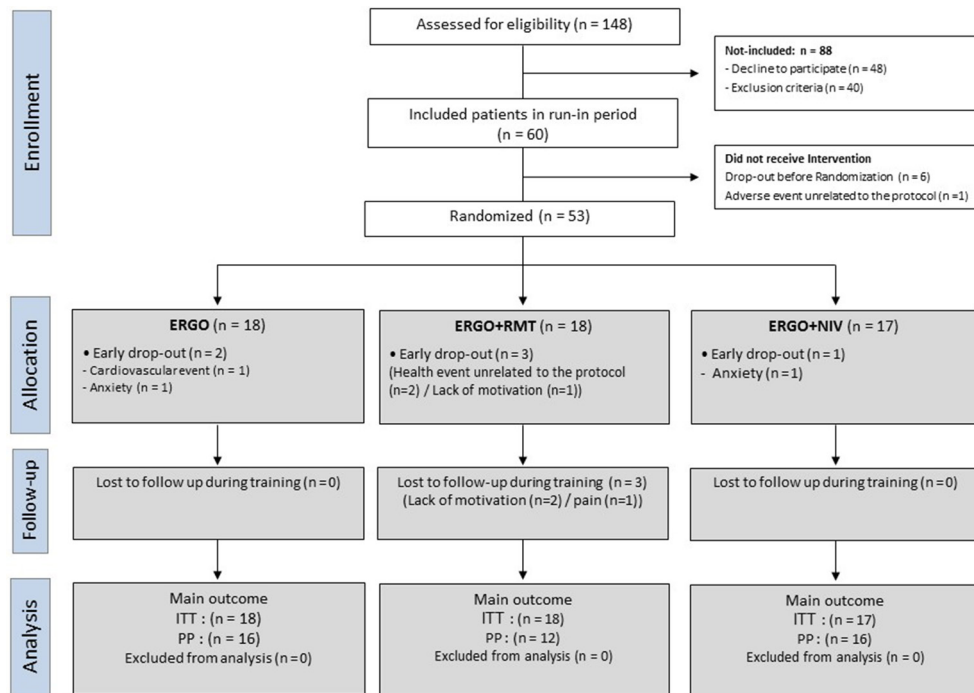 Enrollment
Assessed for eligibility (n = 148)
Not-included: n = 88
- Decline to participate (n = 48)
- Exclusion criteria (n = 40)
Included patients in run-in period
(n = 60)
Did not receive Intervention
Drop-out before Randomization (n = 6)
Adverse event unrelated to the protocol (n =1)
Randomized (n = 53)
Allocation
ERGO (n = 18)
• Early drop-out (n = 2)
- Cardiovascular event (n = 1)
- Anxiety (n = 1)
ERGO+RMT (n = 18)
• Early drop-out (n = 3)
(Health event unrelated to the protocol
(n=2) / Lack of motivation (n=1))
ERGO+NIV (n = 17)
• Early drop-out (n = 1)
- Anxiety (n = 1)
Follow-up
Lost to follow up during training (n = 0)
Lost to follow-up during training (n = 3)
(Lack of motivation (n=2) / pain (n=1))
Lost to follow up during training (n = 0)
Analysis
Main outcome
ITT : (n = 18)
PP : (n = 16)
Excluded from analysis (n = 0)
Main outcome
ITT : (n = 18)
PP : (n = 12)
Excluded from analysis (n = 0)
Main outcome
ITT : (n = 17)
PP : (n = 16)
Excluded from analysis (n = 0)